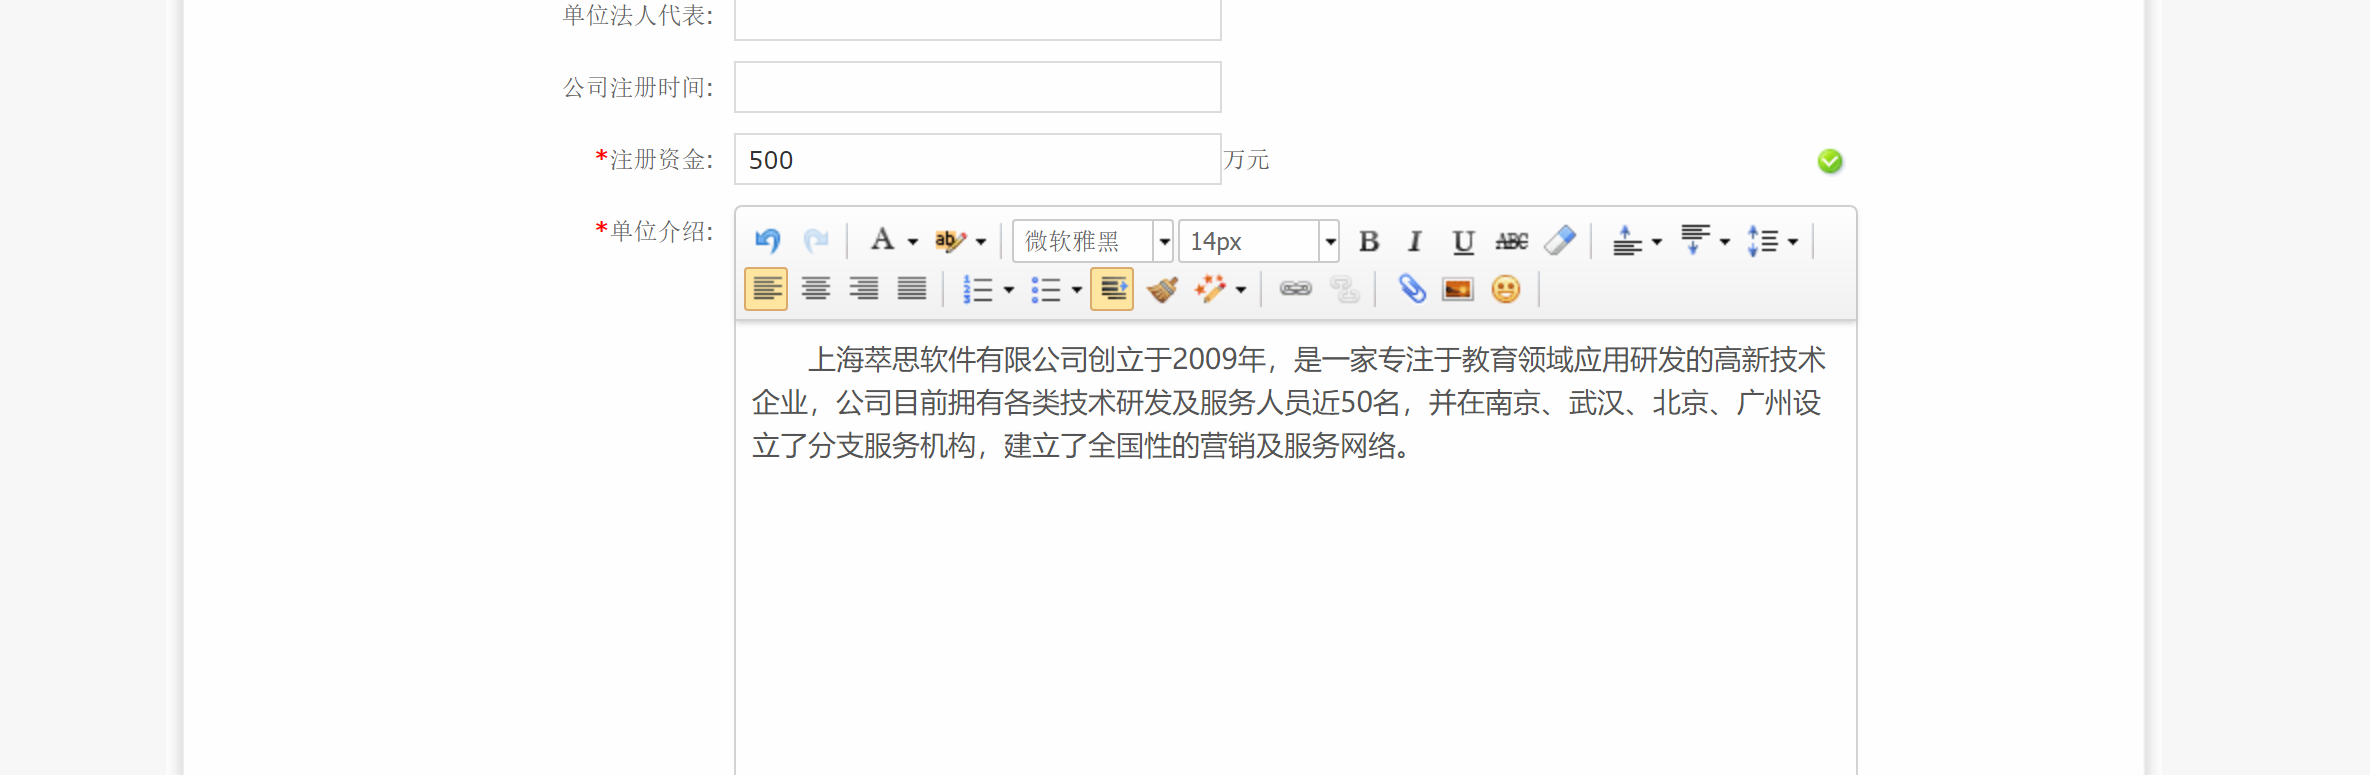 单位法人代表:
公司注册时间:
*注册资金: 500 万元
*单位介绍:
A ab 微软雅黑 14px B I U ABC
上海萃思软件有限公司创立于2009年，是一家专注于教育领域应用研发的高新技术
企业，公司目前拥有各类技术研发及服务人员近50名，并在南京、武汉、北京、广州设
立了分支服务机构，建立了全国性的营销及服务网络。